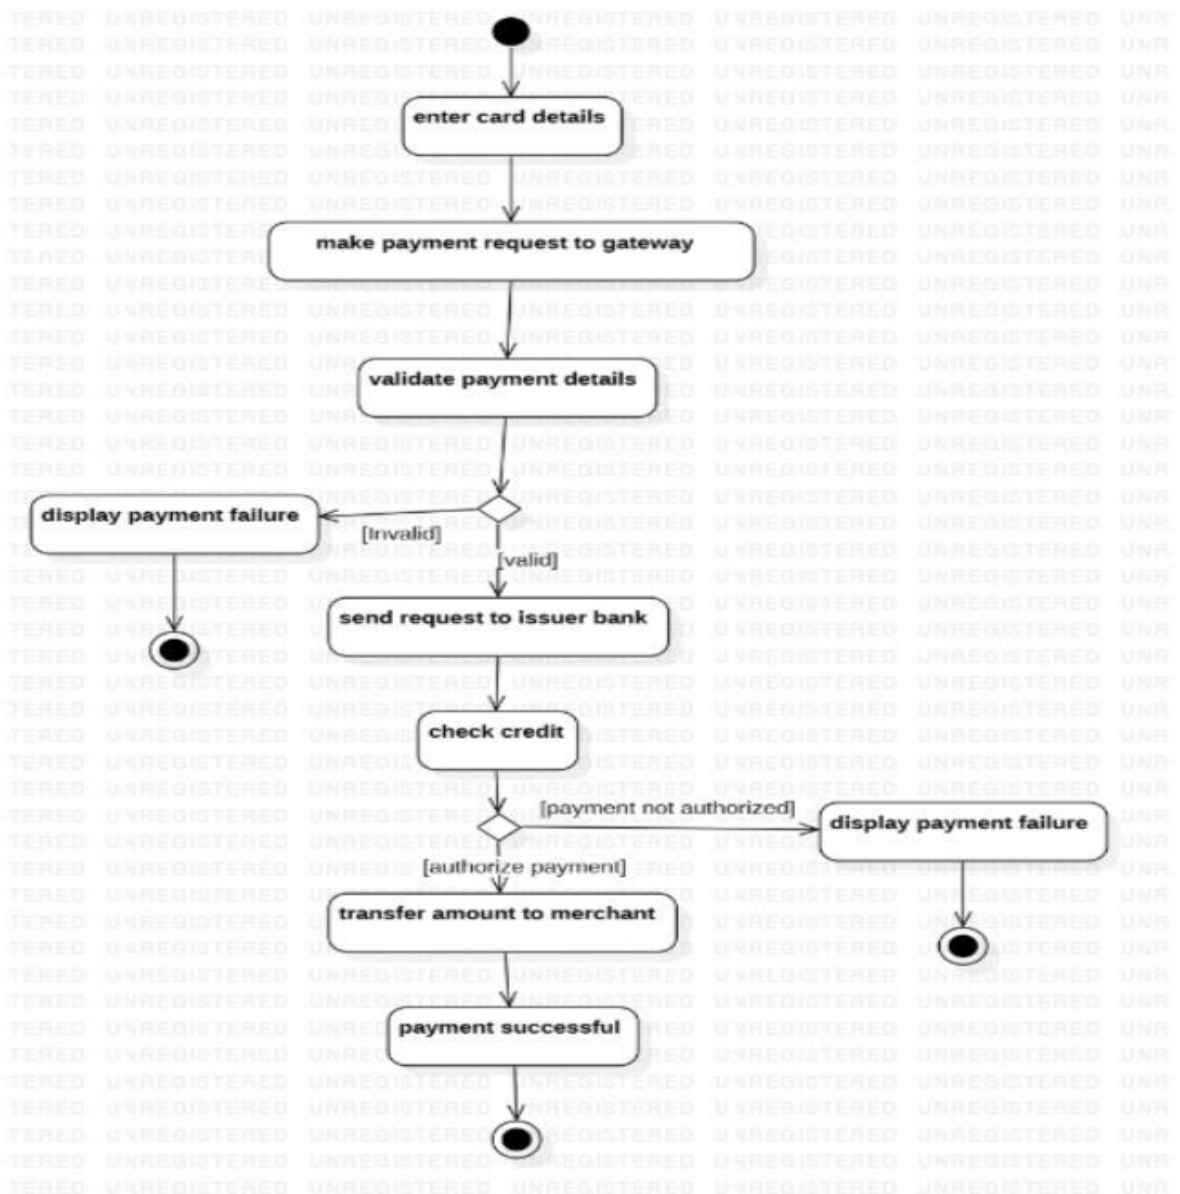 enter card details
make payment request to gateway
validate payment details
display payment failure
[Invalid]
[valid]
send request to issuer bank
check credit
[payment not authorized]
display payment failure
[authorize payment]
transfer amount to merchant
payment successful
UNREGISTERED